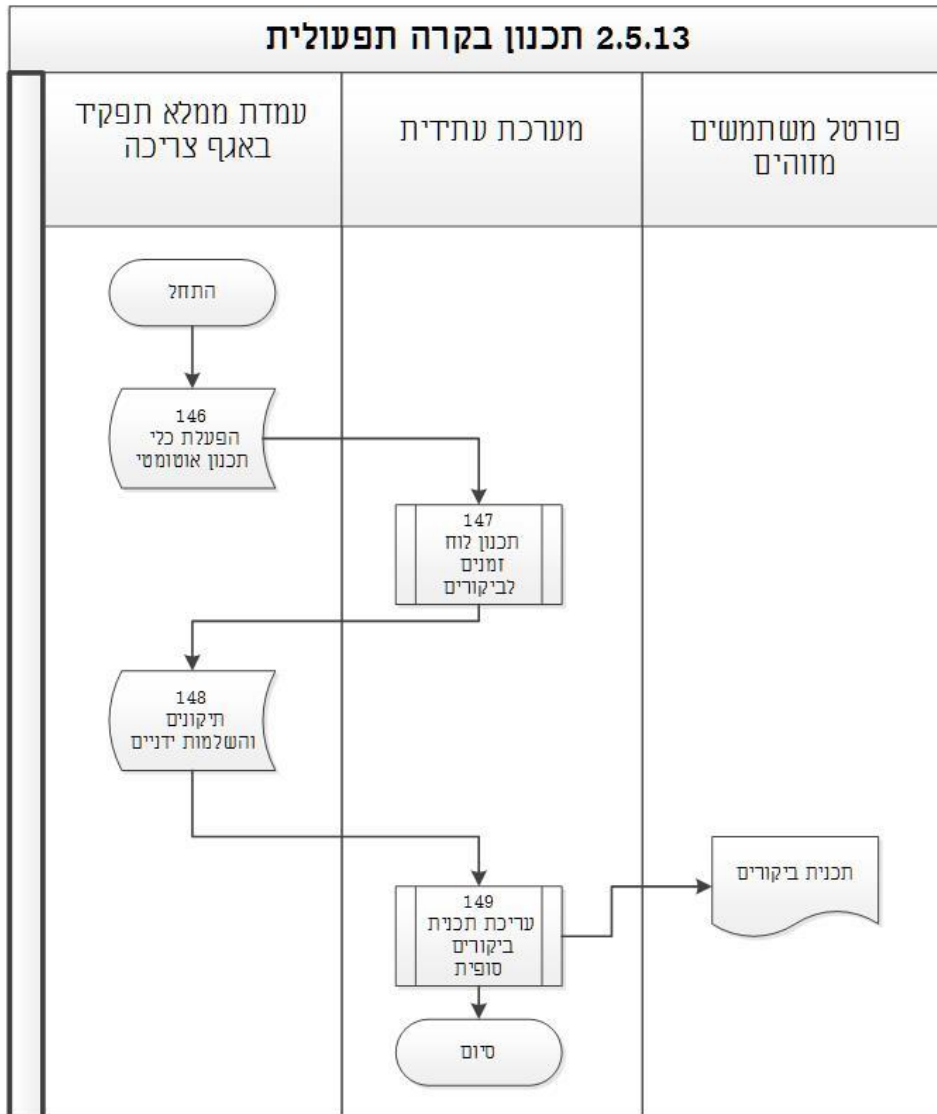 2.5.13 תכנון בקרה תפעולית
פורטל משתמשים
מזוהים
מערכת עתידית
עמדת ממלא תפקיד
באגף צריכה
התחל
146
הפעלת כלי
תכנון אוטומטי
147
תכנון לוח
זמנים
לביקורים
148
תיקונים
והשלמות ידניים
149
עריכת תכנית
ביקורים
סופית
תכנית ביקורים
סיום